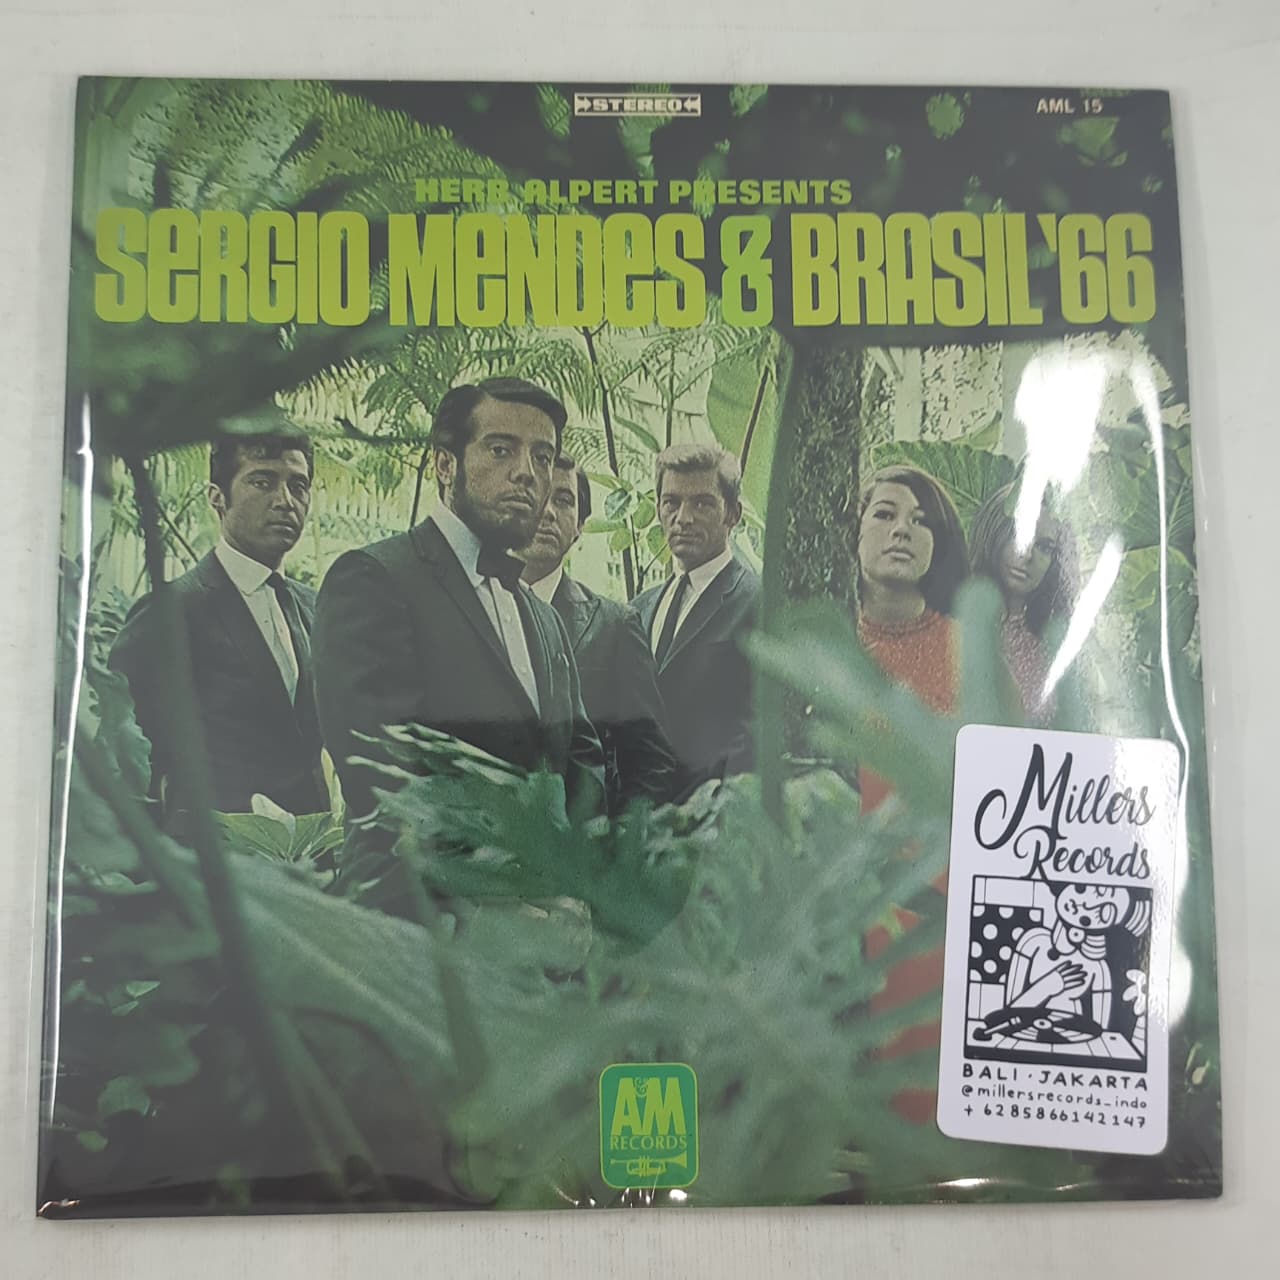 STEREO
AML 15
HERB ALPERT PRESENTS
SERGIO MENDES & BRASIL '66
Millers
Records
BALI · JAKARTA
@millersrecords_indo
+ 6285866142147
A&M
RECORDS